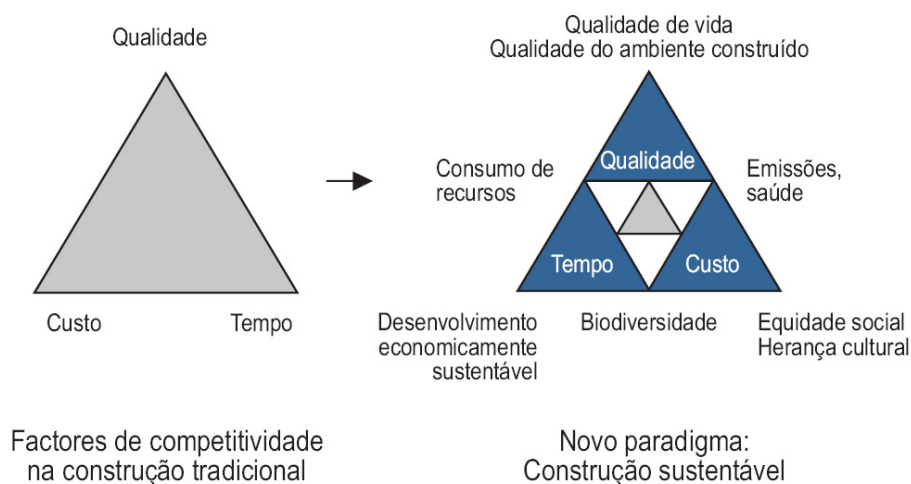 Qualidade
Custo
Tempo
Factores de competitividade
na construção tradicional
Qualidade de vida
Qualidade do ambiente construído
Consumo de
recursos
Qualidade
Emissões,
saúde
Tempo
Custo
Desenvolvimento
economicamente
sustentável
Biodiversidade
Equidade social
Herança cultural
Novo paradigma:
Construção sustentável